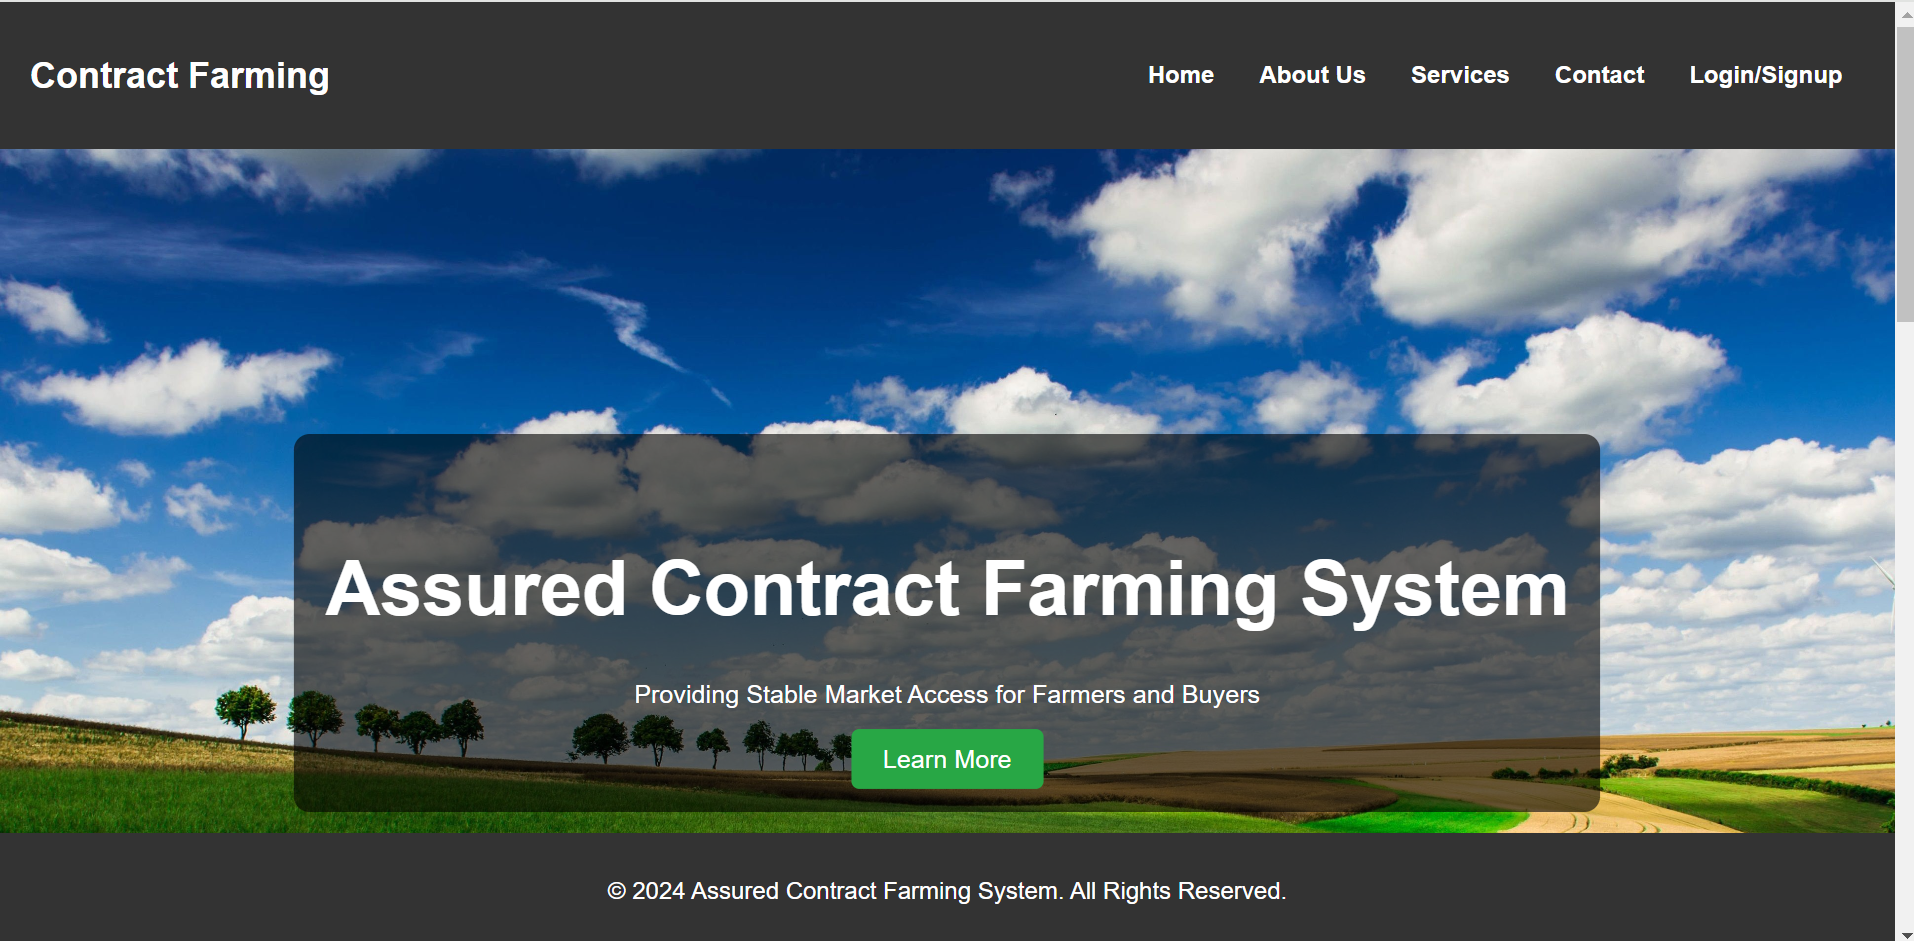 Contract Farming
Home About Us Services Contact Login/Signup
Assured Contract Farming System
Providing Stable Market Access for Farmers and Buyers
Learn More
© 2024 Assured Contract Farming System. All Rights Reserved.